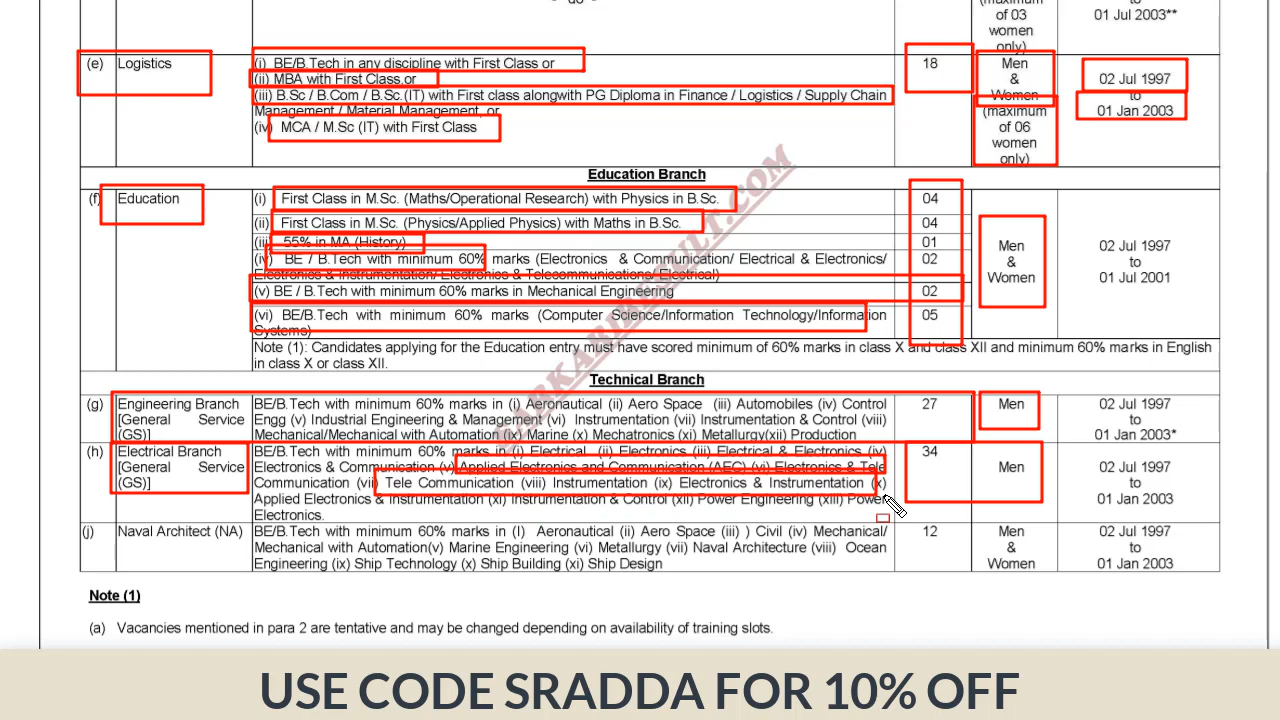 do
(maximum
of 03
women
only)
to
01 Jul 2003**
(e) Logistics
(i) BE/B.Tech in any discipline with First Class or
(ii) MBA with First Class,or
(iii) B.Sc / B.Com / B.Sc.(IT) with First class alongwith PG Diploma in Finance / Logistics / Supply Chain
Management / Material Management, or
(iv) MCA / M.Sc (IT) with First Class
18
Men
&
Women
(maximum
of 06
women
only)
02 Jul 1997
to
01 Jan 2003
Education Branch
(f) Education
(i) First Class in M.Sc. (Maths/Operational Research) with Physics in B.Sc. 04
(ii) First Class in M.Sc. (Physics/Applied Physics) with Maths in B.Sc. 04
(iii) 55% in MA (History) 01
(iv) BE / B.Tech with minimum 60% marks (Electronics & Communication/ Electrical & Electronics/ 02
Electronics & Instrumentation/ Electronics & Telecommunications/ Electrical)
(v) BE / B.Tech with minimum 60% marks in Mechanical Engineering 02
(vi) BE/B.Tech with minimum 60% marks (Computer Science/Information Technology/Information 05
Systems)
Men
&
Women
02 Jul 1997
to
01 Jul 2001
Note (1): Candidates applying for the Education entry must have scored minimum of 60% marks in class X and class XII and minimum 60% marks in English
in class X or class XII.
Technical Branch
(g) Engineering Branch
[General Service
(GS)]
BE/B.Tech with minimum 60% marks in (i) Aeronautical (ii) Aero Space (iii) Automobiles (iv) Control
Engg (v) Industrial Engineering & Management (vi) Instrumentation (vii) Instrumentation & Control (viii)
Mechanical/Mechanical with Automation (ix) Marine (x) Mechatronics (xi) Metallurgy(xii) Production
27
Men
02 Jul 1997
to
01 Jan 2003*
(h) Electrical Branch
[General Service
(GS)]
BE/B.Tech with minimum 60% marks in (i) Electrical (ii) Electronics (iii) Electrical & Electronics (iv)
Electronics & Communication (v) Applied Electronics and Communication (AEC) (vi) Electronics & Tele
Communication (vii) Tele Communication (viii) Instrumentation (ix) Electronics & Instrumentation (x)
Applied Electronics & Instrumentation (xi) Instrumentation & Control (xii) Power Engineering (xiii) Power
Electronics.
34
Men
02 Jul 1997
to
01 Jan 2003
(j) Naval Architect (NA)
BE/B.Tech with minimum 60% marks in (I) Aeronautical (ii) Aero Space (iii ) Civil (iv) Mechanical/
Mechanical with Automation(v) Marine Engineering (vi) Metallurgy (vii) Naval Architecture (viii) Ocean
Engineering (ix) Ship Technology (x) Ship Building (xi) Ship Design
12
Men
&
Women
02 Jul 1997
to
01 Jan 2003
Note (1)
(a) Vacancies mentioned in para 2 are tentative and may be changed depending on availability of training slots.
USE CODE SRADDA FOR 10% OFF